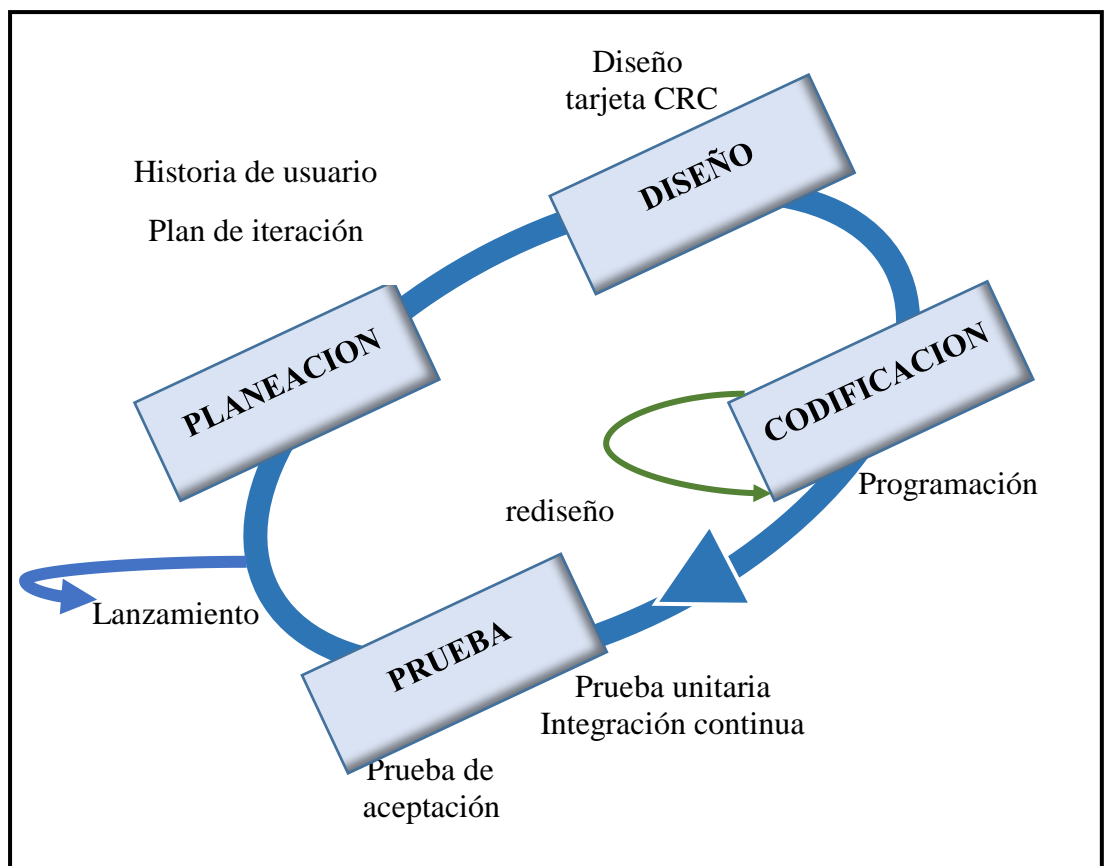 Diseño
tarjeta CRC
DISEÑO
Historia de usuario
Plan de iteración
PLANEACION
CODIFICACION
Programación
rediseño
Lanzamiento
PRUEBA
Prueba unitaria
Integración continua
Prueba de
aceptación